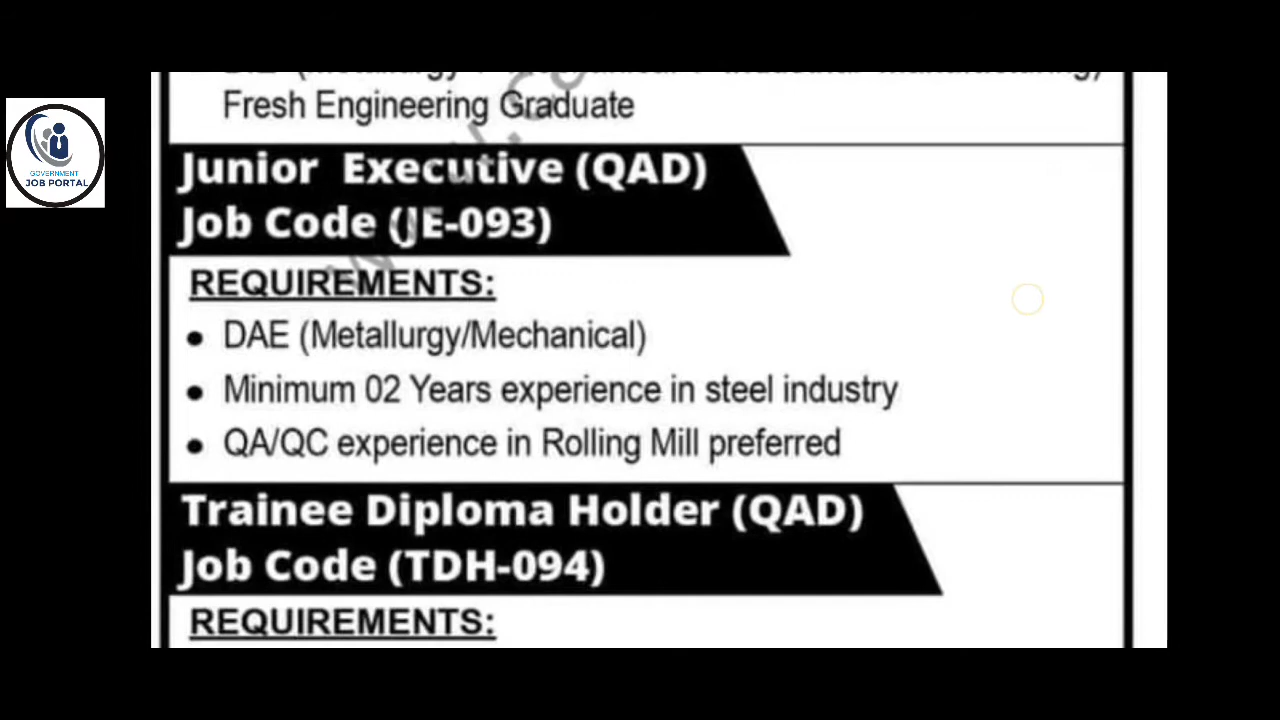 Fresh Engineering Graduate
Junior Executive (QAD)
Job Code (JE-093)
REQUIREMENTS:
• DAE (Metallurgy/Mechanical)
• Minimum 02 Years experience in steel industry
• QA/QC experience in Rolling Mill preferred
Trainee Diploma Holder (QAD)
Job Code (TDH-094)
REQUIREMENTS:
GOVERNMENT
JOB PORTAL